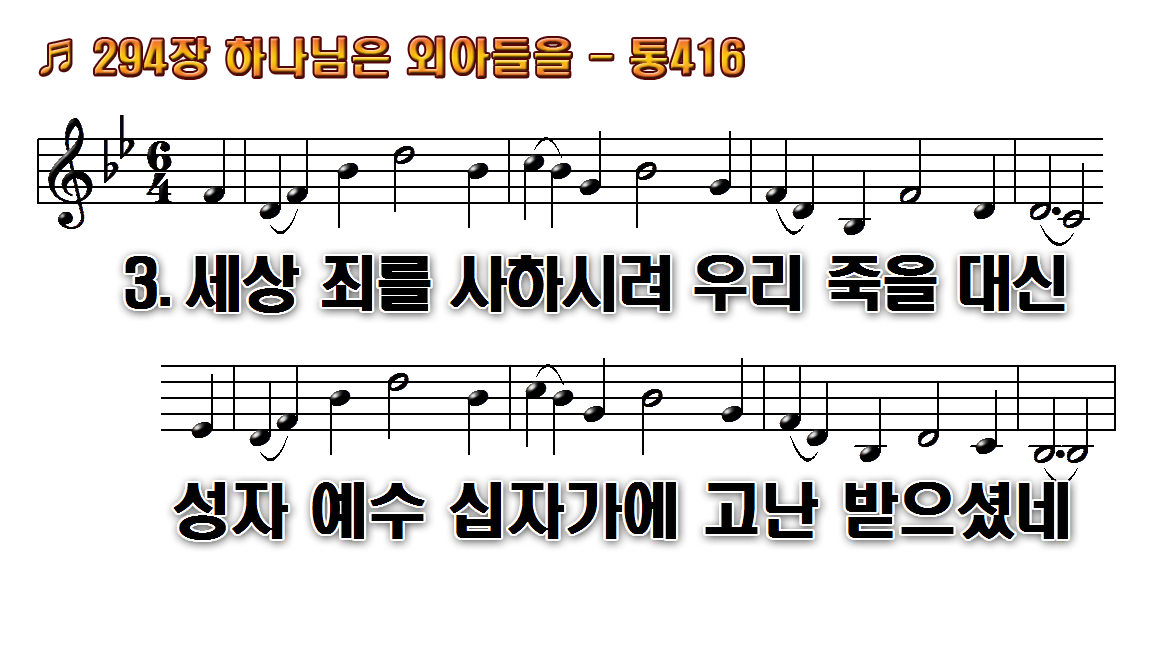 ♬ 294장 하나님은 외아들을 - 통416
6
4
3. 세상 죄를 사하시려 우리 죽을 대신
성자 예수 십자가에 고난 받으셨네